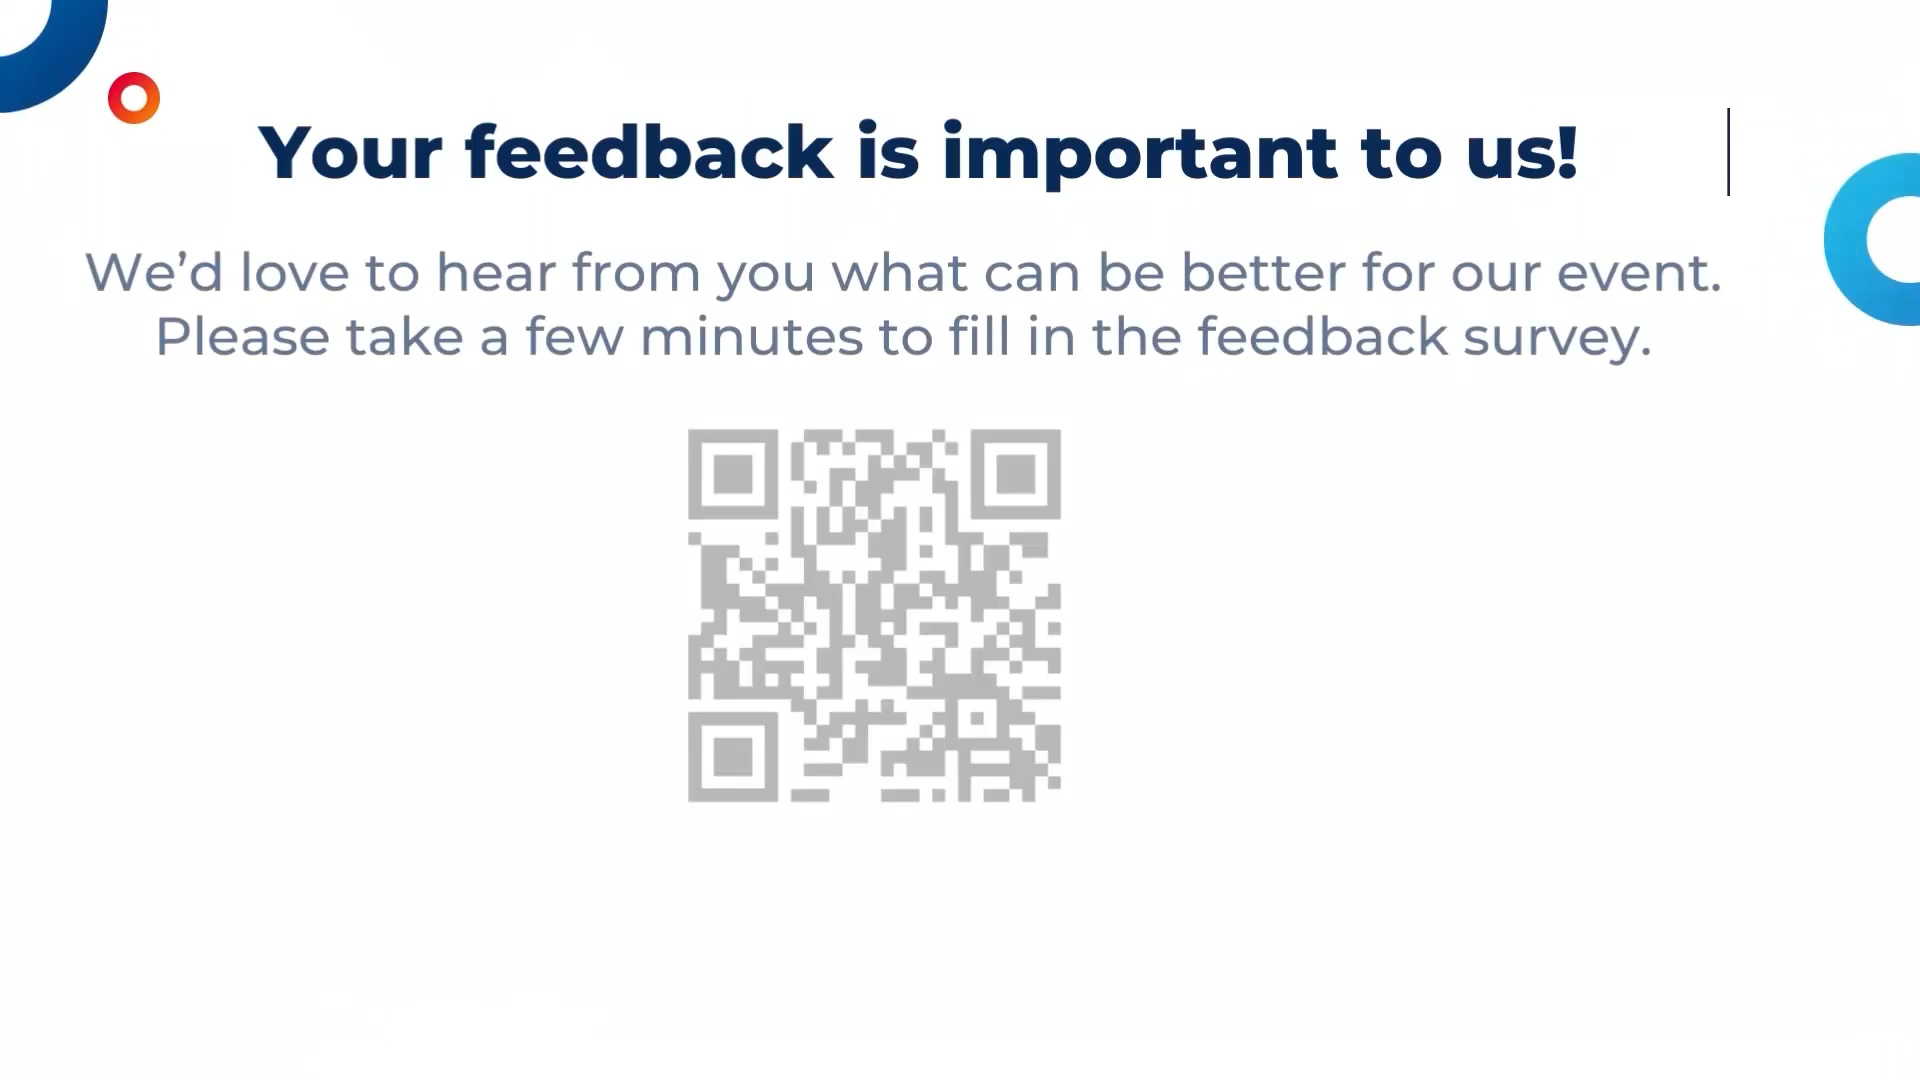 Your feedback is important to us!
We’d love to hear from you what can be better for our event.
Please take a few minutes to fill in the feedback survey.